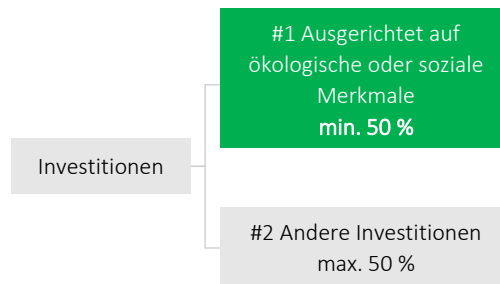 #1 Ausgerichtet auf
ökologische oder soziale
Merkmale
min. 50 %
Investitionen
#2 Andere Investitionen
max. 50 %